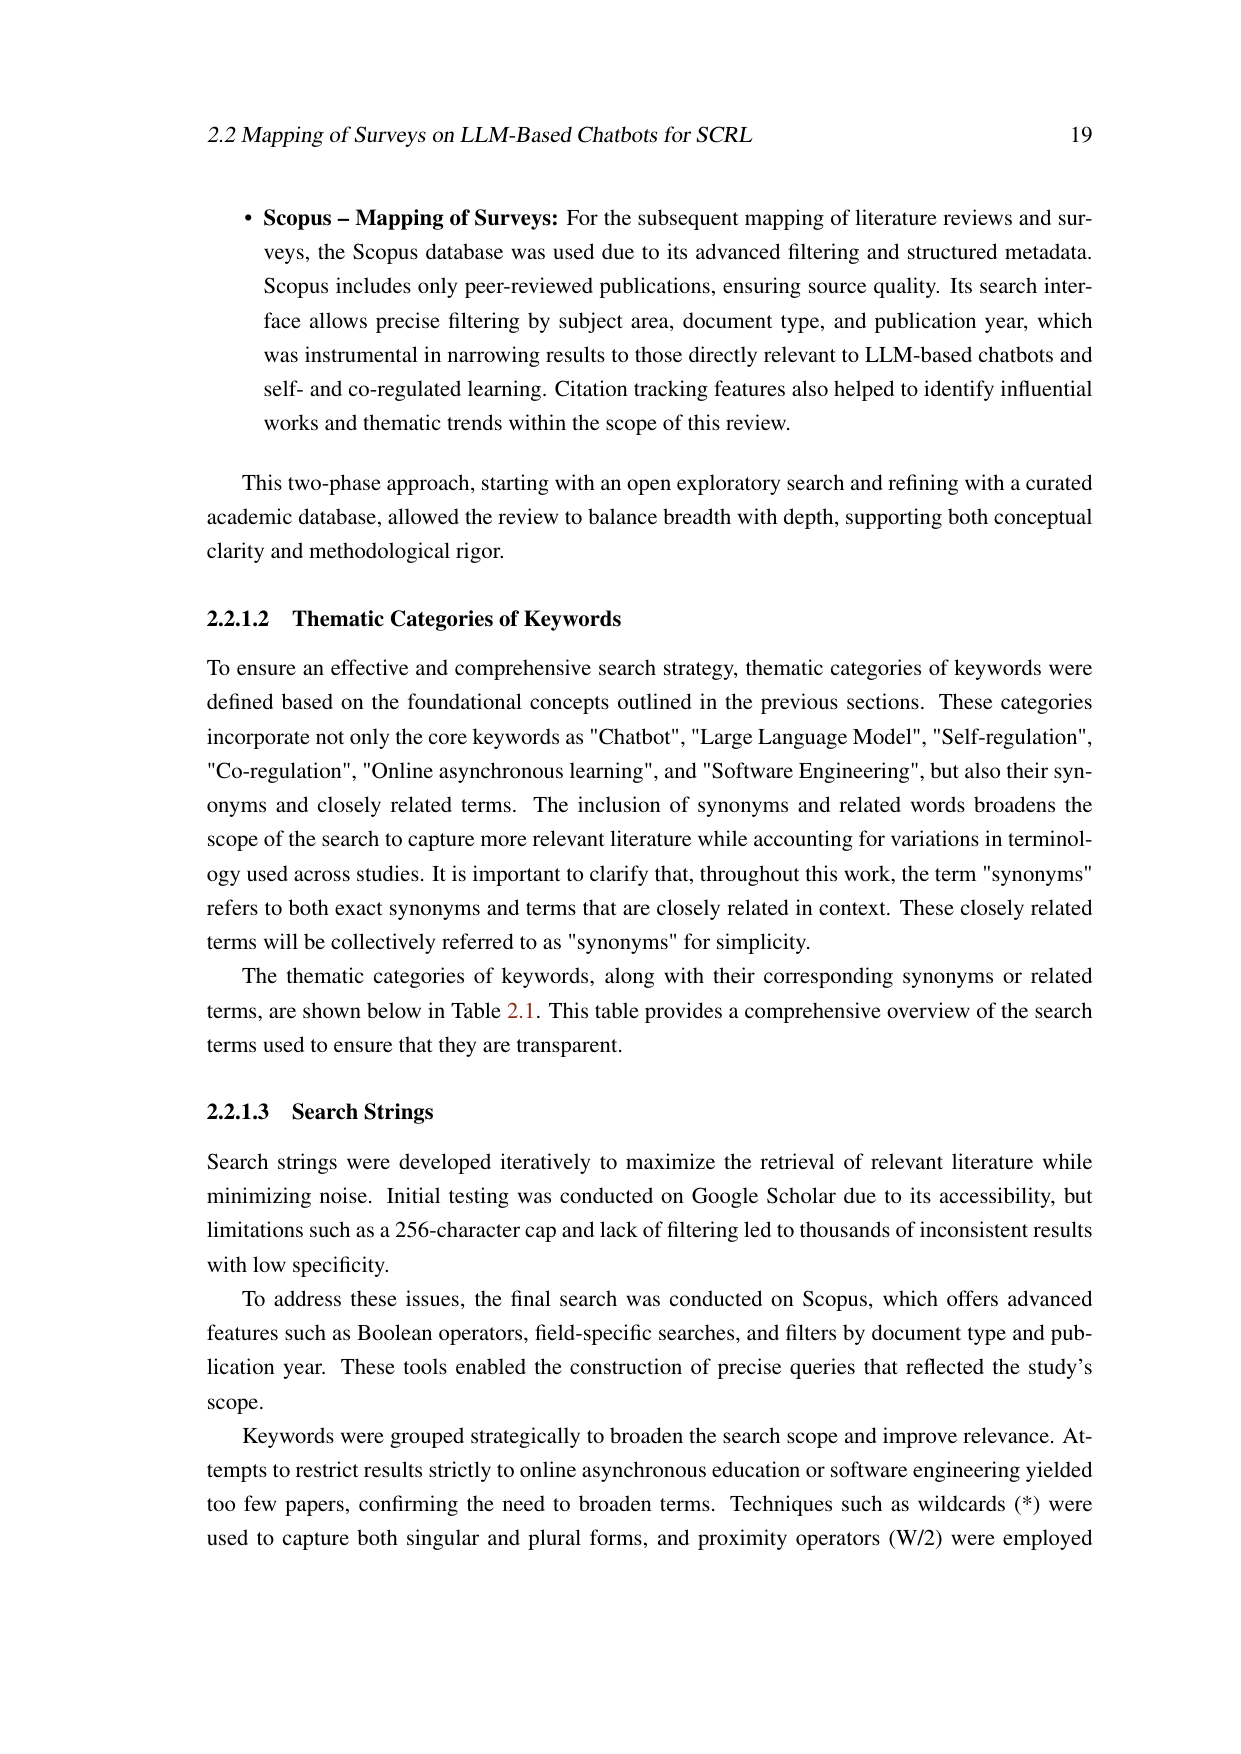 2.2 Mapping of Surveys on LLM-Based Chatbots for SCRL 19
• Scopus – Mapping of Surveys: For the subsequent mapping of literature reviews and sur-
veys, the Scopus database was used due to its advanced filtering and structured metadata.
Scopus includes only peer-reviewed publications, ensuring source quality. Its search inter-
face allows precise filtering by subject area, document type, and publication year, which
was instrumental in narrowing results to those directly relevant to LLM-based chatbots and
self- and co-regulated learning. Citation tracking features also helped to identify influential
works and thematic trends within the scope of this review.
This two-phase approach, starting with an open exploratory search and refining with a curated
academic database, allowed the review to balance breadth with depth, supporting both conceptual
clarity and methodological rigor.
2.2.1.2 Thematic Categories of Keywords
To ensure an effective and comprehensive search strategy, thematic categories of keywords were
defined based on the foundational concepts outlined in the previous sections. These categories
incorporate not only the core keywords as "Chatbot", "Large Language Model", "Self-regulation",
"Co-regulation", "Online asynchronous learning", and "Software Engineering", but also their syn-
onyms and closely related terms. The inclusion of synonyms and related words broadens the
scope of the search to capture more relevant literature while accounting for variations in terminol-
ogy used across studies. It is important to clarify that, throughout this work, the term "synonyms"
refers to both exact synonyms and terms that are closely related in context. These closely related
terms will be collectively referred to as "synonyms" for simplicity.
The thematic categories of keywords, along with their corresponding synonyms or related
terms, are shown below in Table 2.1. This table provides a comprehensive overview of the search
terms used to ensure that they are transparent.
2.2.1.3 Search Strings
Search strings were developed iteratively to maximize the retrieval of relevant literature while
minimizing noise. Initial testing was conducted on Google Scholar due to its accessibility, but
limitations such as a 256-character cap and lack of filtering led to thousands of inconsistent results
with low specificity.
To address these issues, the final search was conducted on Scopus, which offers advanced
features such as Boolean operators, field-specific searches, and filters by document type and pub-
lication year. These tools enabled the construction of precise queries that reflected the study's
scope.
Keywords were grouped strategically to broaden the search scope and improve relevance. At-
tempts to restrict results strictly to online asynchronous education or software engineering yielded
too few papers, confirming the need to broaden terms. Techniques such as wildcards (*) were
used to capture both singular and plural forms, and proximity operators (W/2) were employed